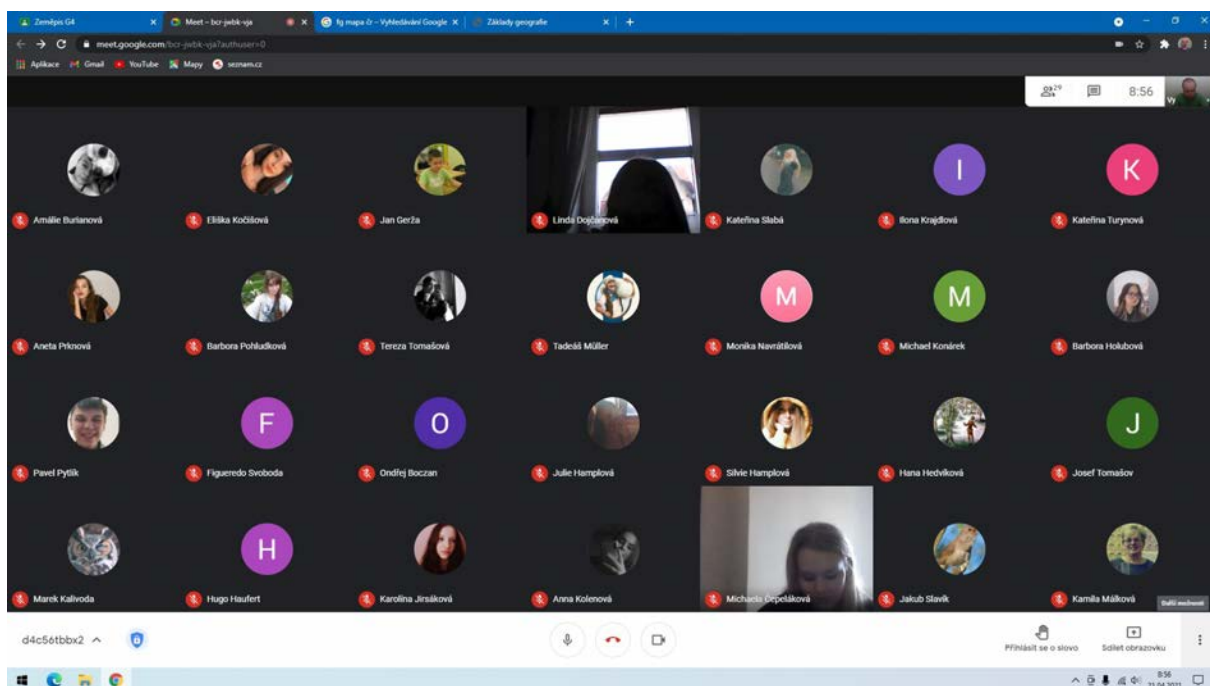 Zeměpis G4
Meet – bcr-jwbk-vja
fg mapa čr – Vyhledávání Google
Základy geografie
meet.google.com/bcr-jwbk-vja?authuser=0
Aplikace Gmail YouTube Mapy seznam.cz
29 8:56 Vy
I K
Amálie Burianová Eliška Kočišová Jan Gerža Linda Dojčanová Kateřina Slabá Ilona Krajdlová Kateřina Turynová
M M
Aneta Prknová Barbora Pohludková Tereza Tomašová Tadeáš Müller Monika Navrátilová Michael Konárek Barbora Holubová
F O J
Pavel Pytlik Figueredo Svoboda Ondřej Boczan Julie Hamplová Silvie Hamplová Hana Hedvíková Josef Tomašov
H
Marek Kalivoda Hugo Haufert Karolína Jirsáková Anna Kolenová Michaela Čepeláková Jakub Slavík Kamila Málková
Další možnosti
d4c56tbbx2
Přihlásit se o slovo Sdílet obrazovku
8:56
21.04.2021